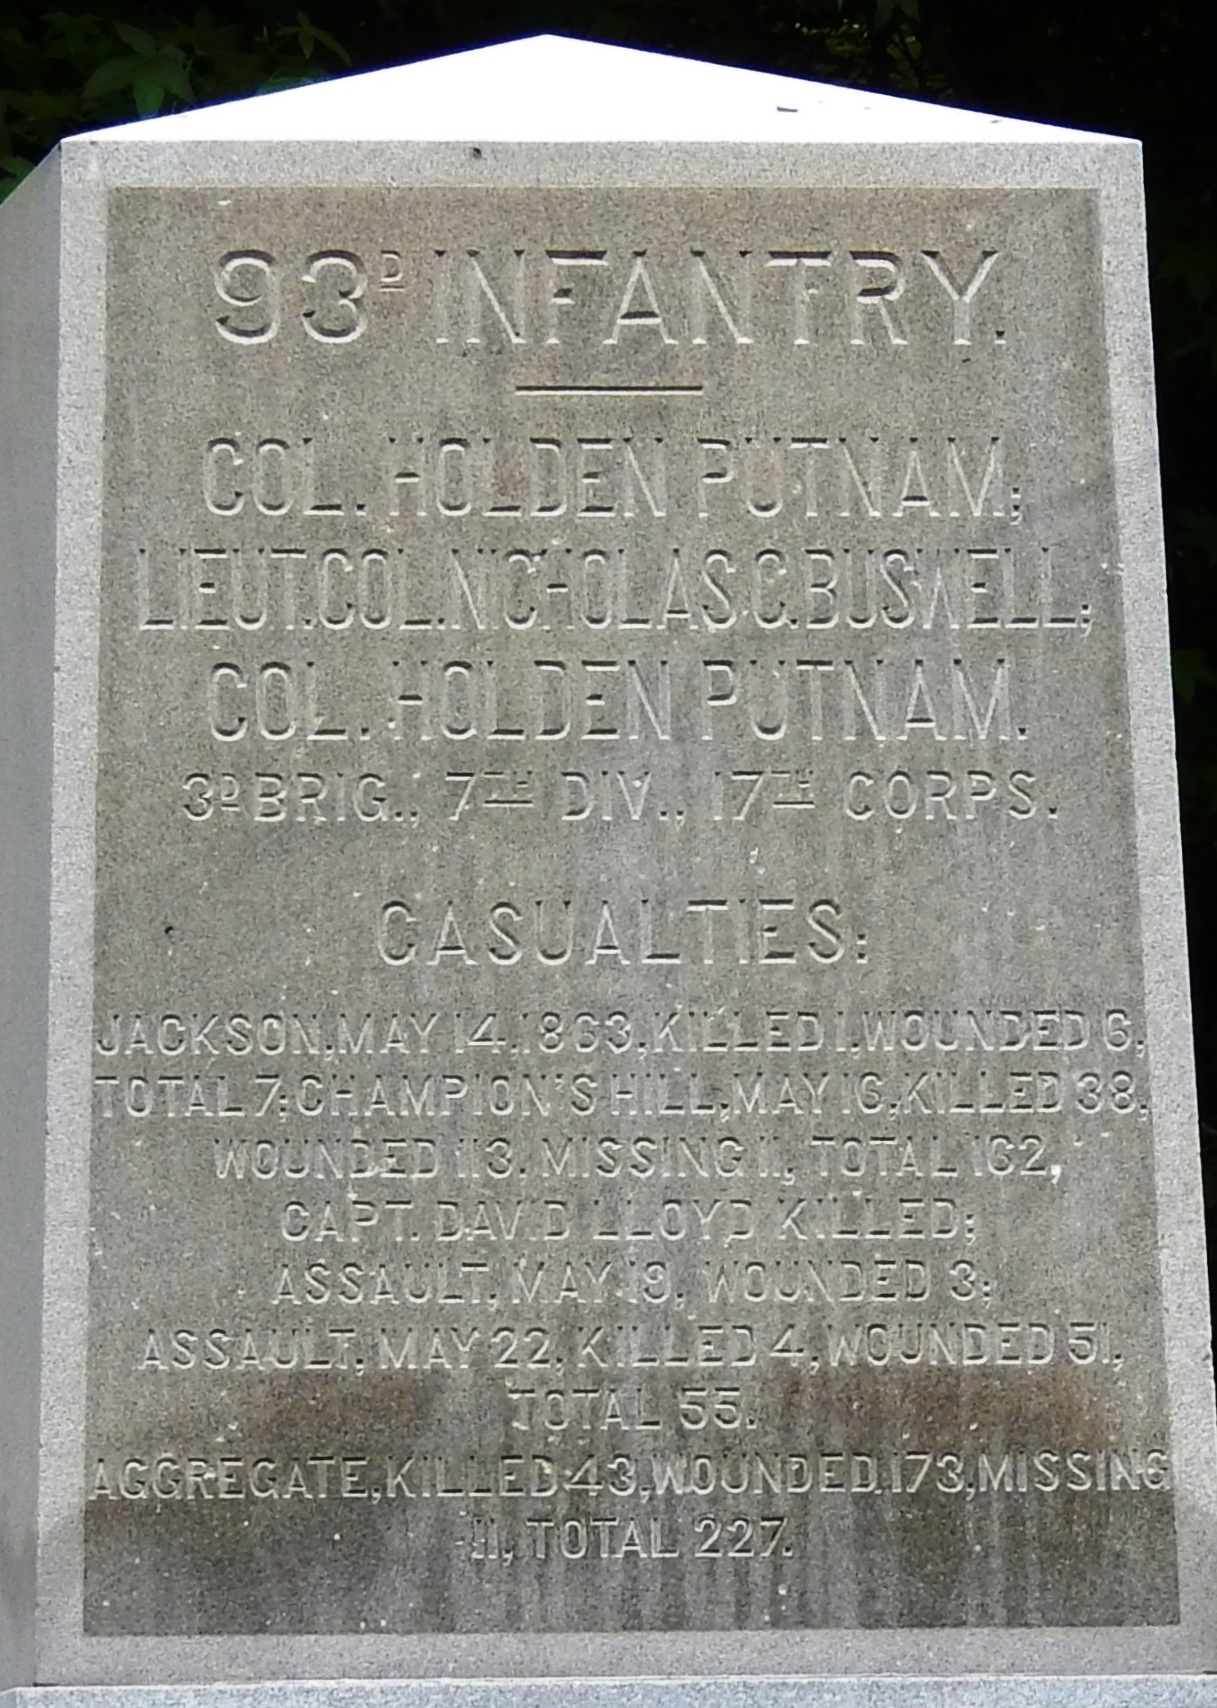 93D INFANTRY.
COL. HOLDEN PUTNAM;
LIEUT. COL. NICHOLAS C. BUSWELL;
COL. HOLDEN PUTNAM.
3D BRIG., 7TH DIV., 17TH CORPS.
CASUALTIES:
JACKSON, MAY 14, 1863, KILLED 1, WOUNDED 6,
TOTAL 7; CHAMPION'S HILL, MAY 16, KILLED 38,
WOUNDED 113, MISSING 11, TOTAL 162,
CAPT. DAVID LLOYD KILLED;
ASSAULT, MAY 19, WOUNDED 3;
ASSAULT, MAY 22, KILLED 4, WOUNDED 51,
TOTAL 55.
AGGREGATE, KILLED 43, WOUNDED 173, MISSING
11, TOTAL 227.